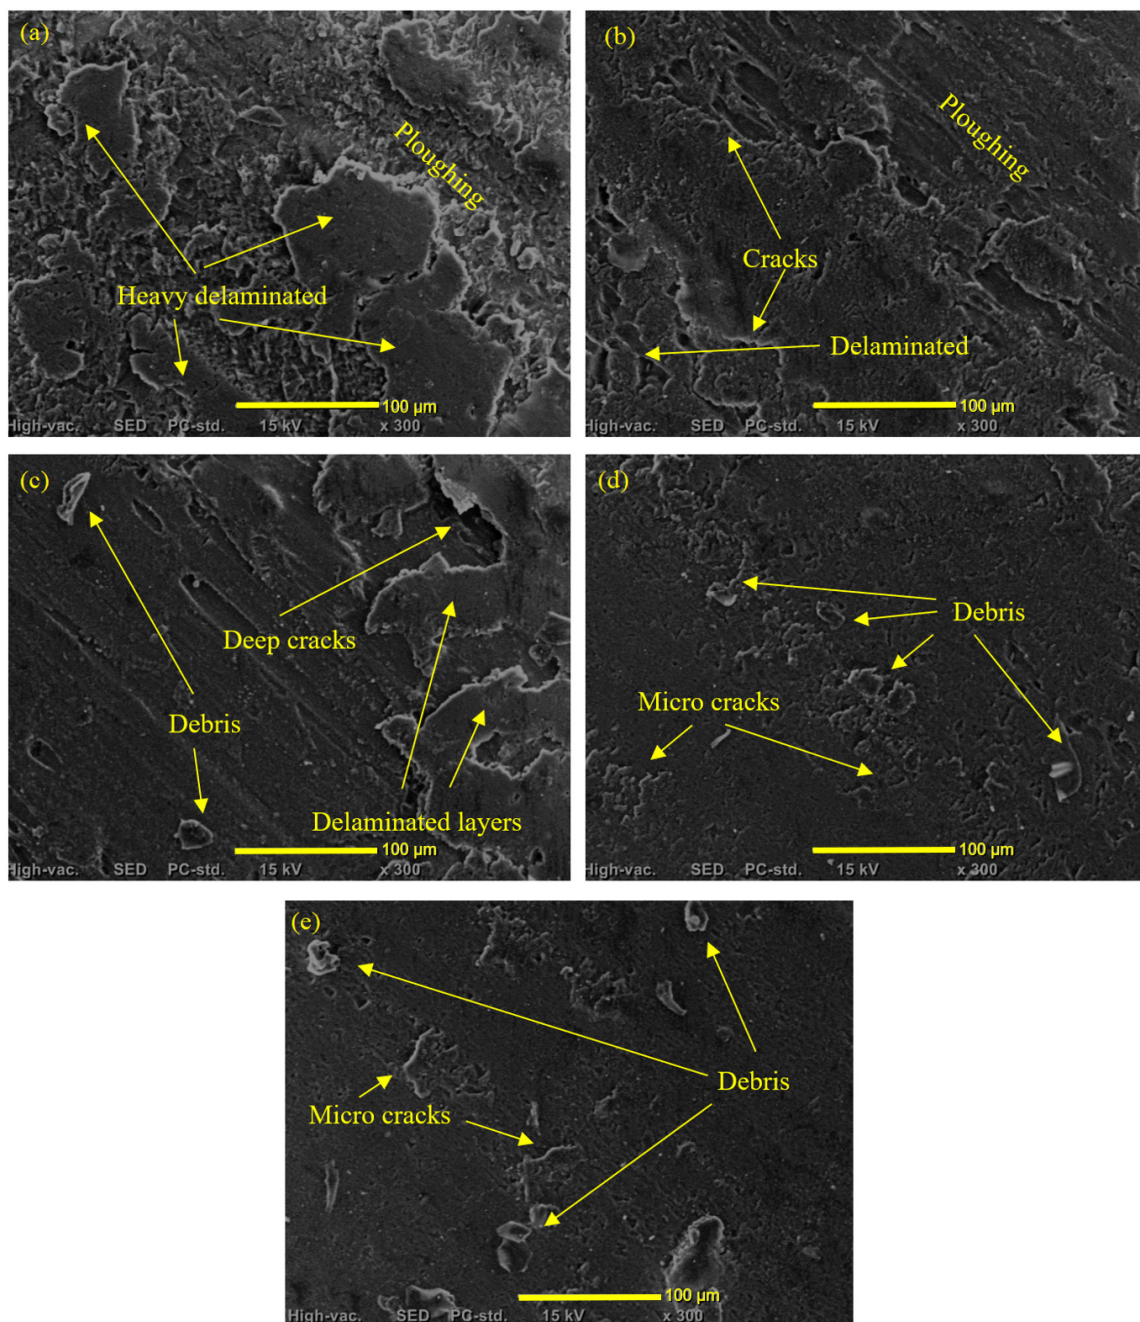 (a)
Ploughing
Heavy delaminated
100 µm
High-vac. SED PC-std. 15 kV x 300
(b)
Ploughing
Cracks
Delaminated
100 µm
High-vac. SED PC-std. 15 kV x 300
(c)
Deep cracks
Debris
Delaminated layers
100 µm
High-vac. SED PC-std. 15 kV x 300
(d)
Debris
Micro cracks
100 µm
High-vac. SED PC-std. 15 kV x 300
(e)
Debris
Micro cracks
100 µm
High-vac. SED PC-std. 15 kV x 300